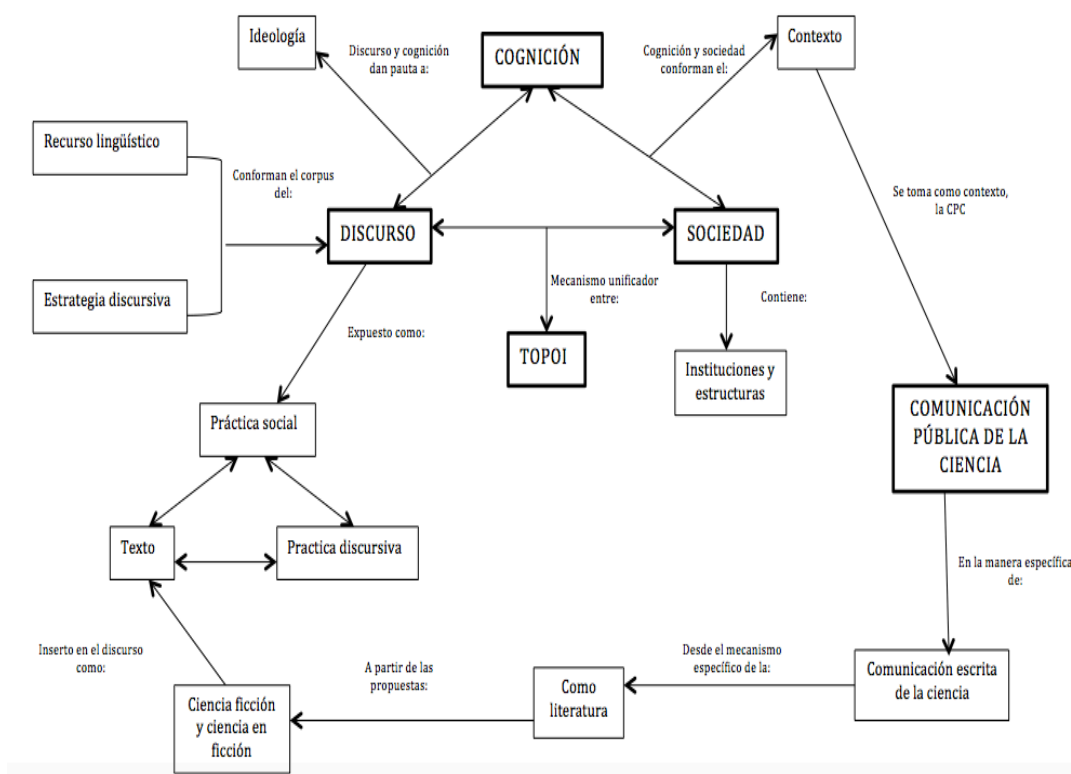 Ideología
Discurso y cognición
dan pauta a:
COGNICIÓN
Cognición y sociedad
conforman el:
Contexto
Recurso lingüístico
Conforman el corpus
del:
Se toma como contexto,
la CPC
DISCURSO
SOCIEDAD
Estrategia discursiva
Mecanismo unificador
entre:
Contiene:
Expuesto como:
TOPOI
Instituciones y
estructuras
Práctica social
COMUNICACIÓN
PÚBLICA DE LA
CIENCIA
Texto
Practica discursiva
En la manera específica
de:
Inserto en el discurso
como:
A partir de las
propuestas:
Desde el mecanismo
específico de la:
Comunicación escrita
de la ciencia
Como
literatura
Ciencia ficción
y ciencia en
ficción